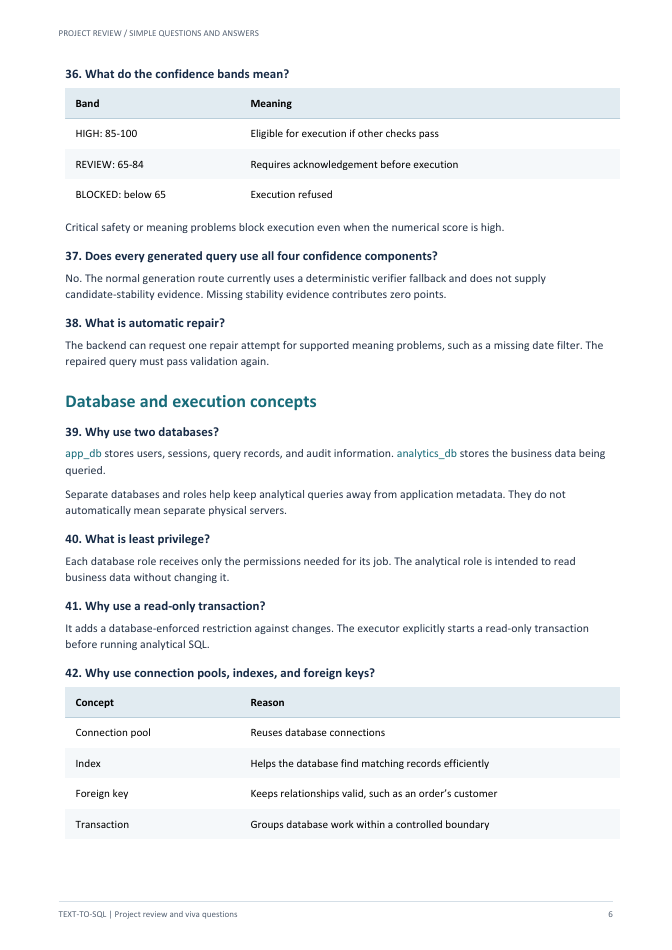 PROJECT REVIEW / SIMPLE QUESTIONS AND ANSWERS
36. What do the confidence bands mean?
Band Meaning
HIGH: 85-100 Eligible for execution if other checks pass
REVIEW: 65-84 Requires acknowledgement before execution
BLOCKED: below 65 Execution refused
Critical safety or meaning problems block execution even when the numerical score is high.
37. Does every generated query use all four confidence components?
No. The normal generation route currently uses a deterministic verifier fallback and does not supply
candidate-stability evidence. Missing stability evidence contributes zero points.
38. What is automatic repair?
The backend can request one repair attempt for supported meaning problems, such as a missing date filter. The
repaired query must pass validation again.
Database and execution concepts
39. Why use two databases?
app_db stores users, sessions, query records, and audit information. analytics_db stores the business data being
queried.
Separate databases and roles help keep analytical queries away from application metadata. They do not
automatically mean separate physical servers.
40. What is least privilege?
Each database role receives only the permissions needed for its job. The analytical role is intended to read
business data without changing it.
41. Why use a read-only transaction?
It adds a database-enforced restriction against changes. The executor explicitly starts a read-only transaction
before running analytical SQL.
42. Why use connection pools, indexes, and foreign keys?
Concept Reason
Connection pool Reuses database connections
Index Helps the database find matching records efficiently
Foreign key Keeps relationships valid, such as an order’s customer
Transaction Groups database work within a controlled boundary
TEXT-TO-SQL | Project review and viva questions 6